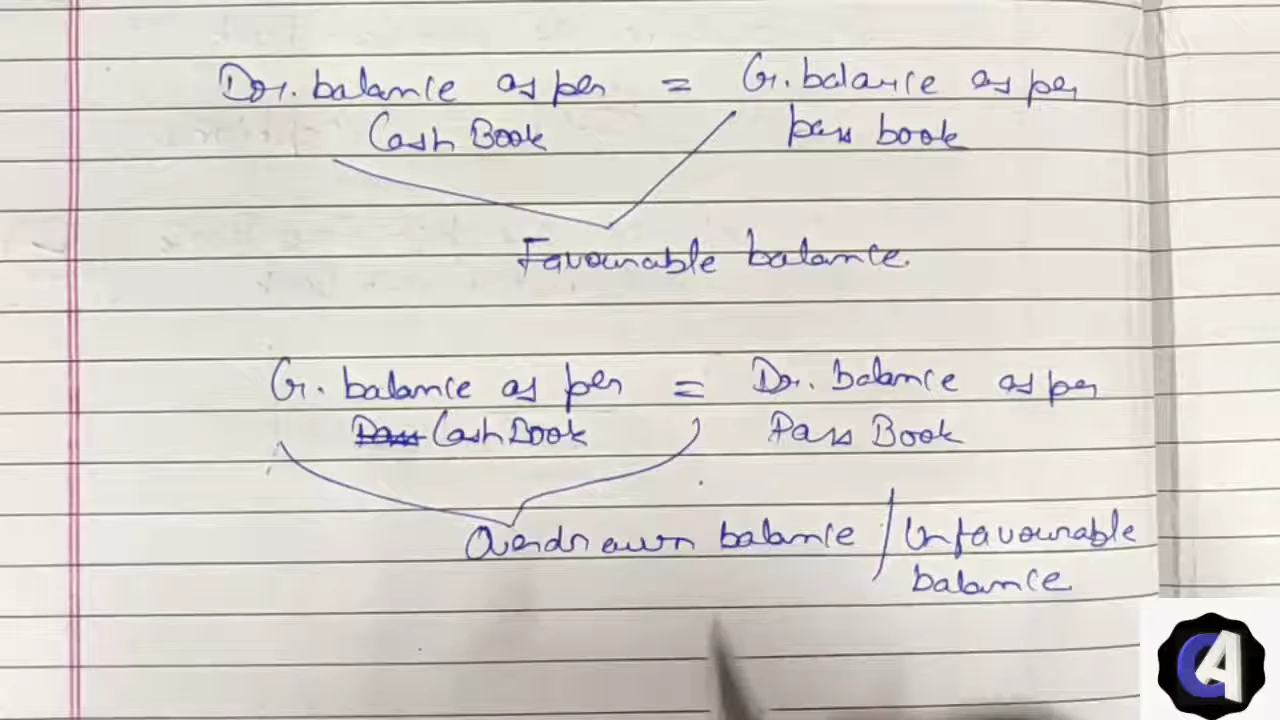 Dr. balance as per = Cr. balance as per
Cash Book pass book
Favourable balance.
Cr. balance as per = Dr. balance as per
Pass Cash Book Pass Book
Overdrawn balance / Unfavourable
balance.
CA